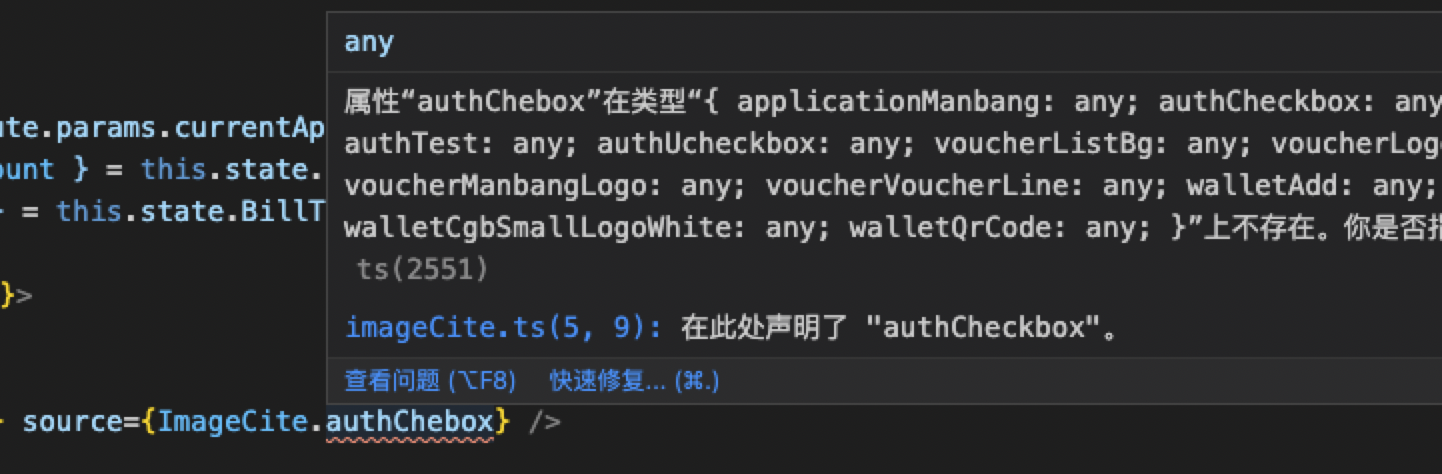 any
属性“authChebox”在类型“{ applicationManbang: any; authCheckbox: any
authTest: any; authUcheckbox: any; voucherListBg: any; voucherLog
voucherManbangLogo: any; voucherVoucherLine: any; walletAdd: any;
walletCgbSmallLogoWhite: any; walletQrCode: any; }”上不存在。你是否
ts(2551)
imageCite.ts(5, 9): 在此处声明了 "authCheckbox"。
查看问题 (⌥F8) 快速修复... (⌘.)
ute.params.currentAp
ount } = this.state.
= this.state.BillT
}>
source={ImageCite.authChebox} />